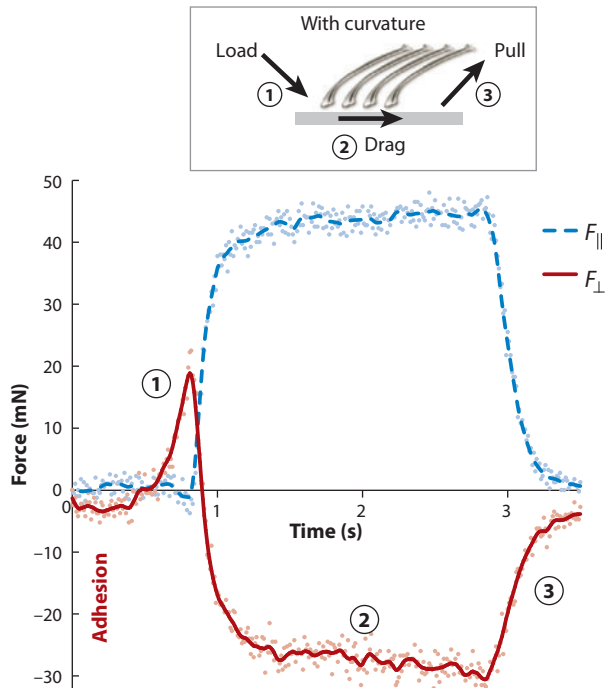 With curvature
Load
Pull
1
3
2 Drag
50
40
30
20
10
0
−10
−20
−30
Force (mN)
0
1
2
3
Time (s)
F||
F⊥
1
2
3
Adhesion